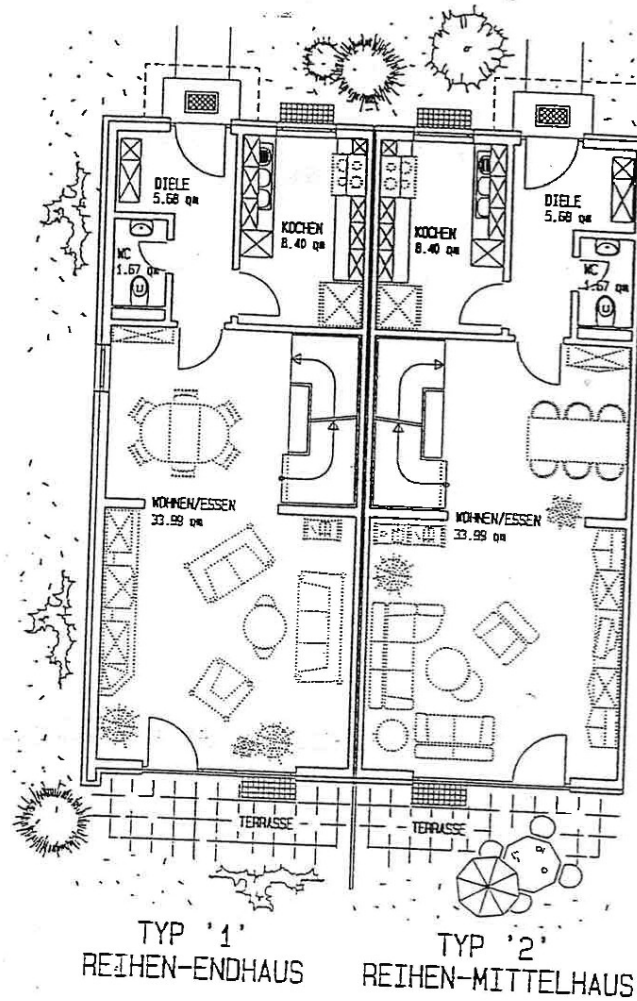 DIELE
5.68 qm
KOCHEN
8.40 qm
WC
1.67 qm
WOHNEN/ESSEN
33.99 qm
TERRASSE
TYP '1'
REIHEN-ENDHAUS
KOCHEN
8.40 qm
DIELE
5.68 qm
WC
1.67 qm
WOHNEN/ESSEN
33.99 qm
TERRASSE
TYP '2'
REIHEN-MITTELHAUS